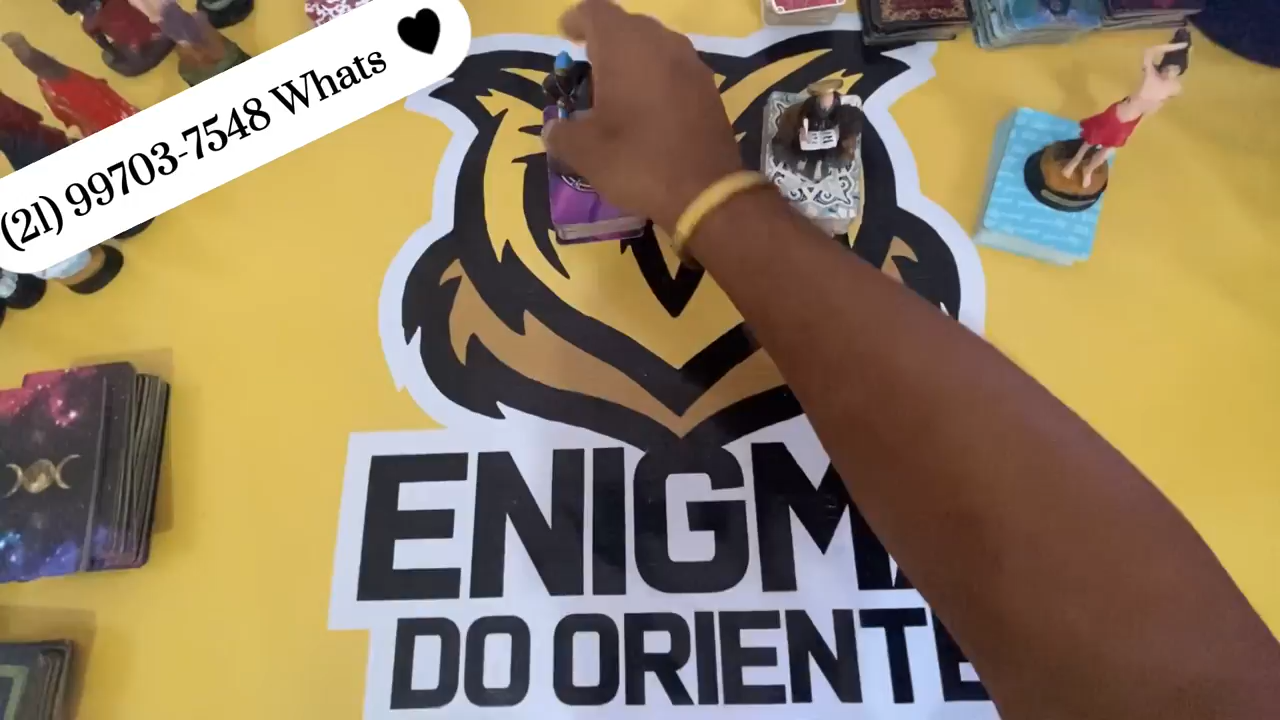 (21) 99703-7548 Whats 🖤
ENIGM
DO ORIENTE